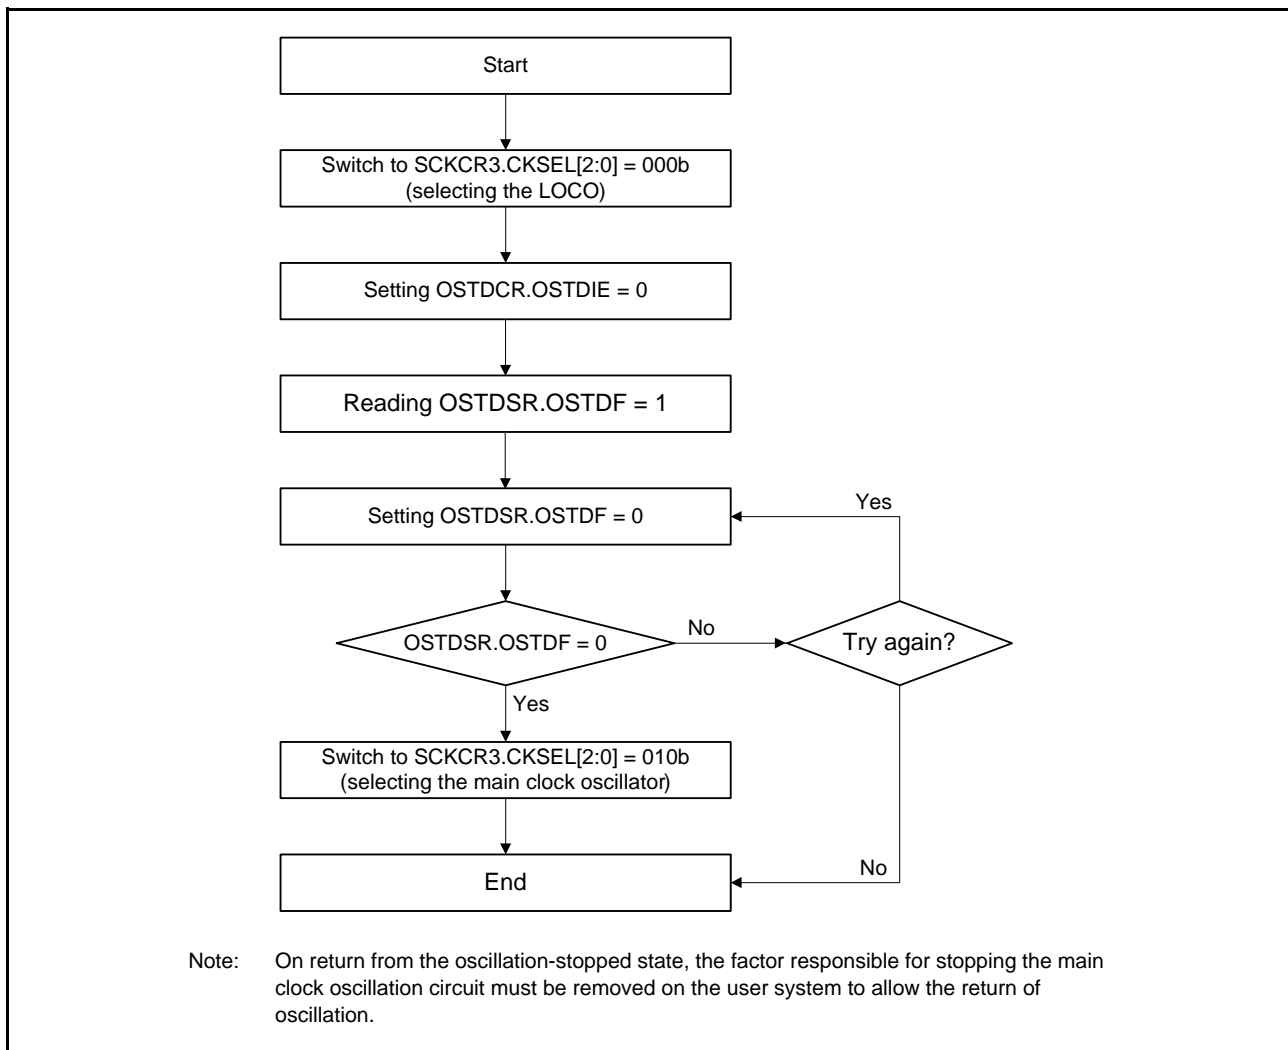 Start
Switch to SCKCR3.CKSEL[2:0] = 000b
(selecting the LOCO)
Setting OSTDCR.OSTDIE = 0
Reading OSTDSR.OSTDF = 1
Setting OSTDSR.OSTDF = 0
Yes
OSTDSR.OSTDF = 0
No
Try again?
Yes
Switch to SCKCR3.CKSEL[2:0] = 010b
(selecting the main clock oscillator)
No
End
Note: On return from the oscillation-stopped state, the factor responsible for stopping the main
clock oscillation circuit must be removed on the user system to allow the return of
oscillation.